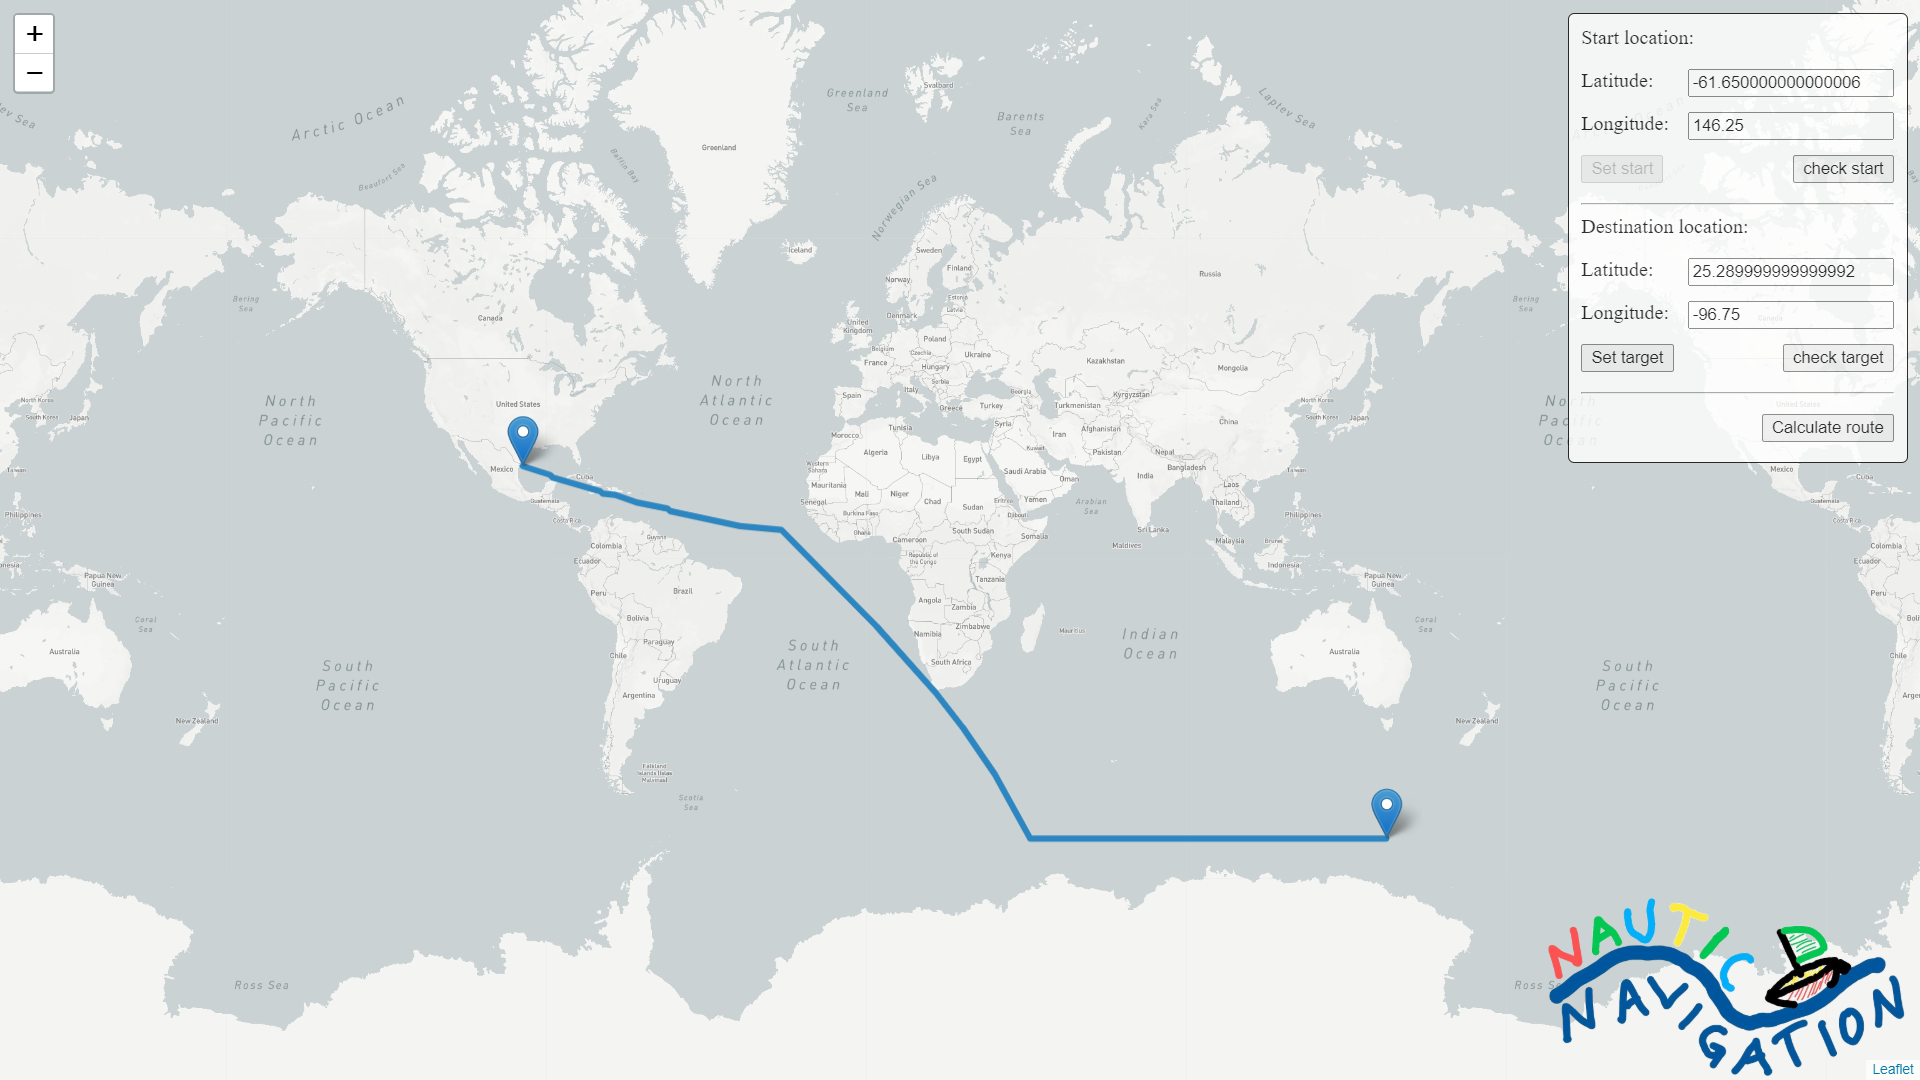 +
−
Start location:
Latitude: -61.650000000000006
Longitude: 146.25
Set start check start
Destination location:
Latitude: 25.289999999999992
Longitude: -96.75
Set target check target
Calculate route
Arctic Ocean
Beaufort Sea
Baffin Bay
Greenland
Greenland
Sea
Svalbard
Barents
Sea
Kara Sea
Laptev Sea
Norwegian Sea
Iceland
Sweden
Finland
Norway
Estonia
Latvia
Denmark
United
Kingdom
Belgium
Poland
Czechia
Ukraine
France
Hungary
Serbia
Italy
Spain
Greece
Turkey
Georgia
Russia
Kazakhstan
Mongolia
Kyrgyzstan
Turkmenistan
China
North Korea
South Korea
Japan
Bering
Sea
Canada
United States
Mexico
Cuba
Guatemala
Costa Rica
North
Pacific
Ocean
North
Atlantic
Ocean
Morocco
Tunisia
Algeria
Libya
Egypt
Western
Sahara
Mauritania
Mali
Niger
Chad
Sudan
Eritrea
Senegal
Burkina Faso
Ghana
Djibouti
South Sudan
Somalia
Cameroon
Republic of
the Congo
Kenya
Tanzania
Angola
Zambia
Zimbabwe
Namibia
South Africa
Mauritius
Syria
Iran
Afghanistan
Kuwait
Pakistan
Saudi Arabia
Oman
Yemen
Arabian
Sea
Nepal
Bangladesh
India
Sri Lanka
Maldives
Laos
Thailand
Taiwan
Philippines
Malaysia
Brunei
Indonesia
Papua New
Guinea
Coral
Sea
Australia
New Zealand
Indian
Ocean
Colombia
Guyana
Ecuador
Peru
Brazil
Bolivia
Paraguay
Chile
Uruguay
Argentina
Falkland
Islands (Islas
Malvinas)
Scotia
Sea
South
Pacific
Ocean
South
Atlantic
Ocean
Ross Sea
NAUTIC
NAVIGATION
Leaflet